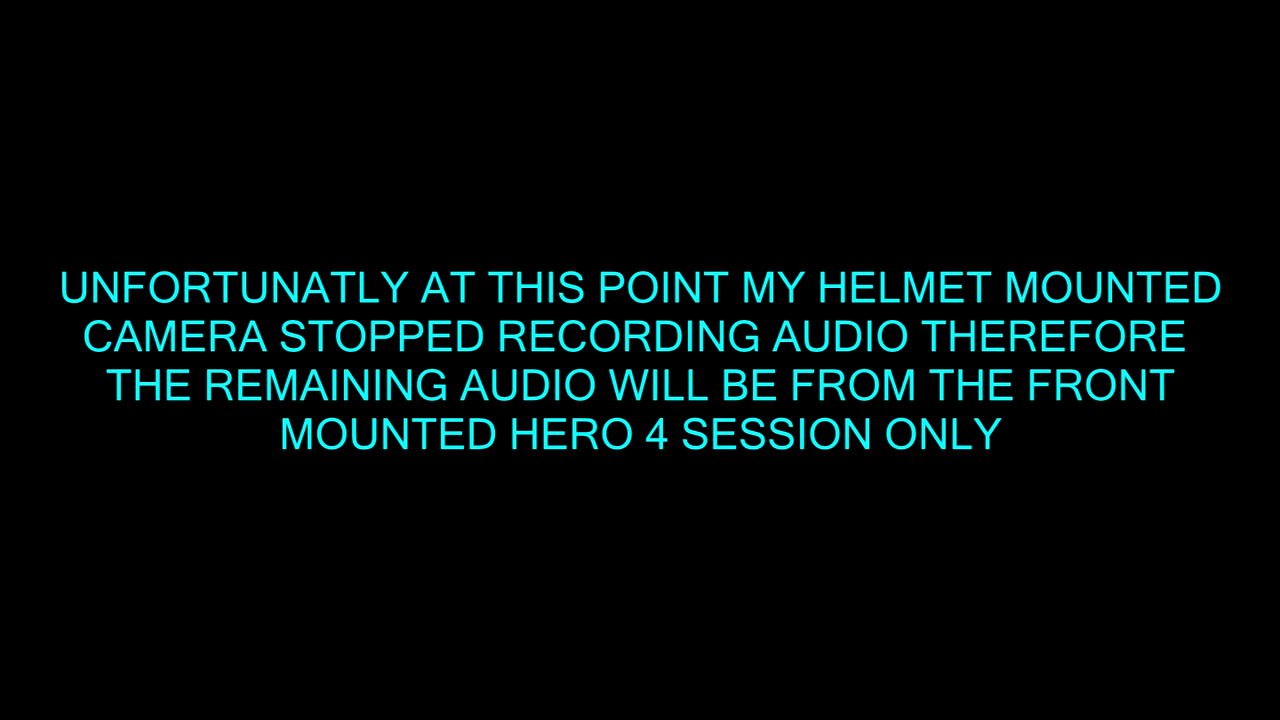 UNFORTUNATLY AT THIS POINT MY HELMET MOUNTED
CAMERA STOPPED RECORDING AUDIO THEREFORE
THE REMAINING AUDIO WILL BE FROM THE FRONT
MOUNTED HERO 4 SESSION ONLY